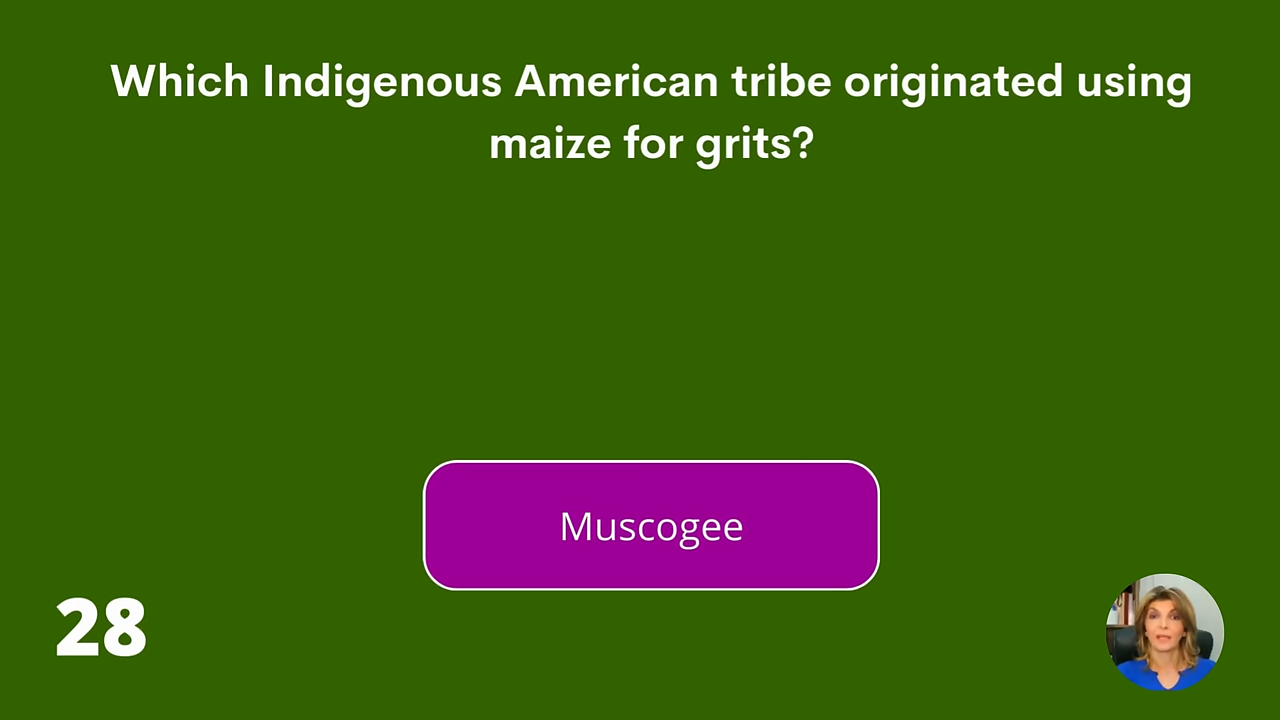 Which Indigenous American tribe originated using
maize for grits?
Muscogee
28